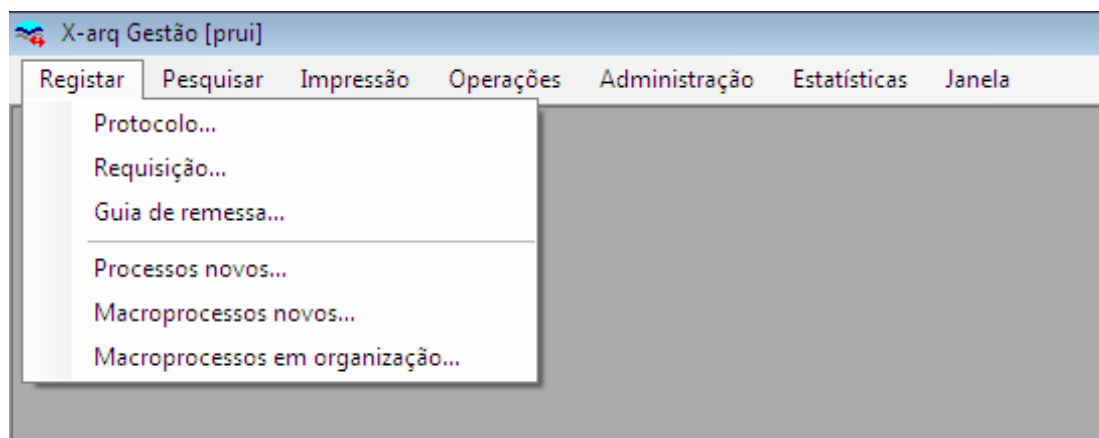 X-arq Gestão [prui]
Registar Pesquisar Impressão Operações Administração Estatísticas Janela
Protocolo...
Requisição...
Guia de remessa...
Processos novos...
Macroprocessos novos...
Macroprocessos em organização...